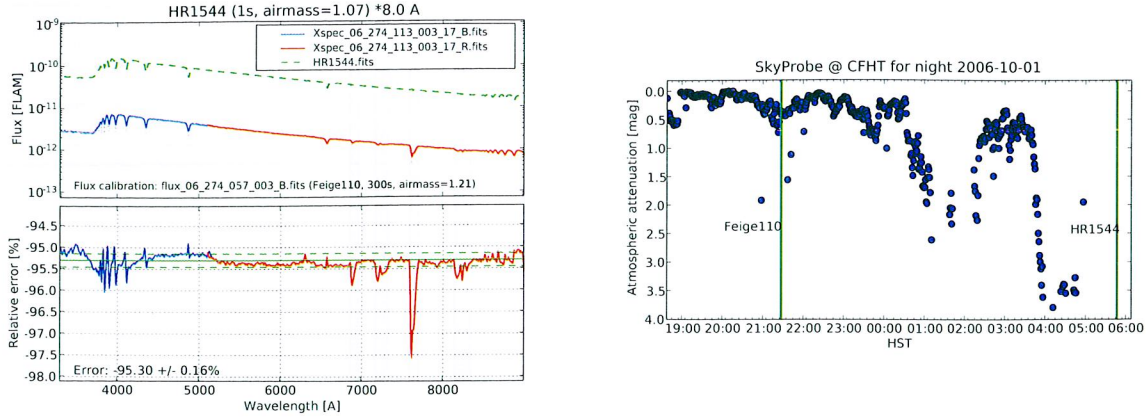 HR1544 (1s, airmass=1.07) *8.0 A
Xspec_06_274_113_003_17_B.fits
Xspec_06_274_113_003_17_R.fits
HR1544.fits
10⁻⁹
10⁻¹⁰
10⁻¹¹
10⁻¹²
10⁻¹³
Flux [FLAM]
Flux calibration: flux_06_274_057_003_B.fits (Feige110, 300s, airmass=1.21)
-94.5
-95.0
-95.5
-96.0
-96.5
-97.0
-97.5
-98.0
Relative error [%]
Error: -95.30 +/- 0.16%
4000 5000 6000 7000 8000
Wavelength [A]
SkyProbe @ CFHT for night 2006-10-01
0.0
0.5
1.0
1.5
2.0
2.5
3.0
3.5
4.0
Atmospheric attenuation [mag]
Feige110
HR1544
19:00 20:00 21:00 22:00 23:00 00:00 01:00 02:00 03:00 04:00 05:00 06:00
HST